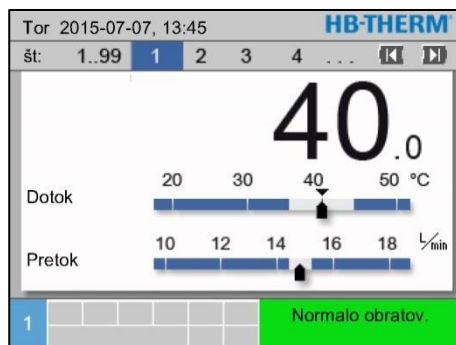 Tor 2015-07-07, 13:45 HB-THERM
št: 1..99 1 2 3 4 ...
40.0
20 30 40 50 °C
Dotok
10 12 14 16 18 L/min
Pretok
1 Normalo obratov.